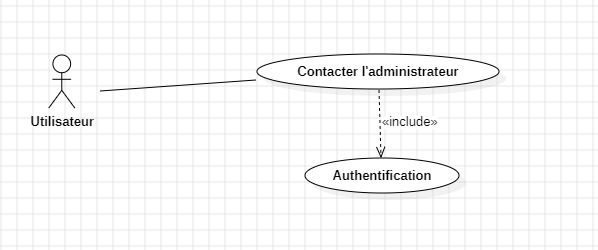 Contacter l'administrateur
Utilisateur
«include»
Authentification